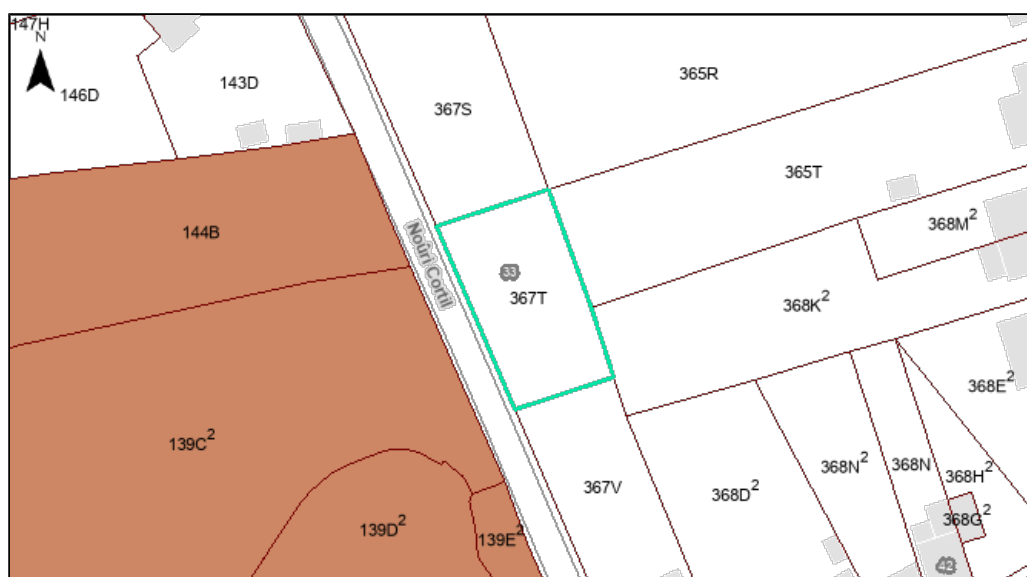 147H
N
146D
143D
367S
365R
365T
144B
Noûri Cortil
368M²
33
367T
368K²
368E²
139C²
367V
368D²
368N²
368N
368H²
368G²
139D²
139E²
42